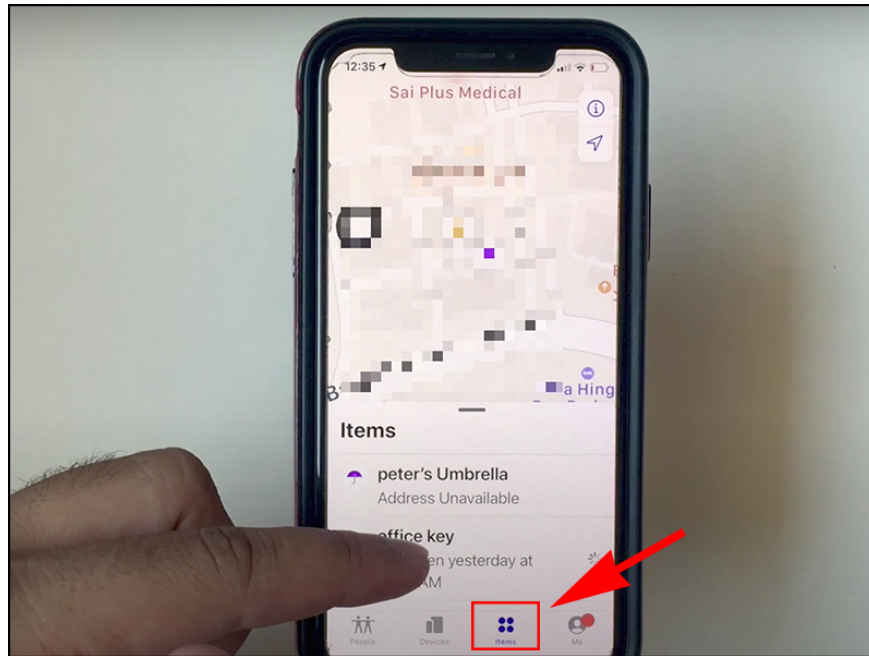 12:35
Sai Plus Medical
a Hing
Items
peter's Umbrella
Address Unavailable
office key
yesterday at
AM
People
Devices
Items
Me